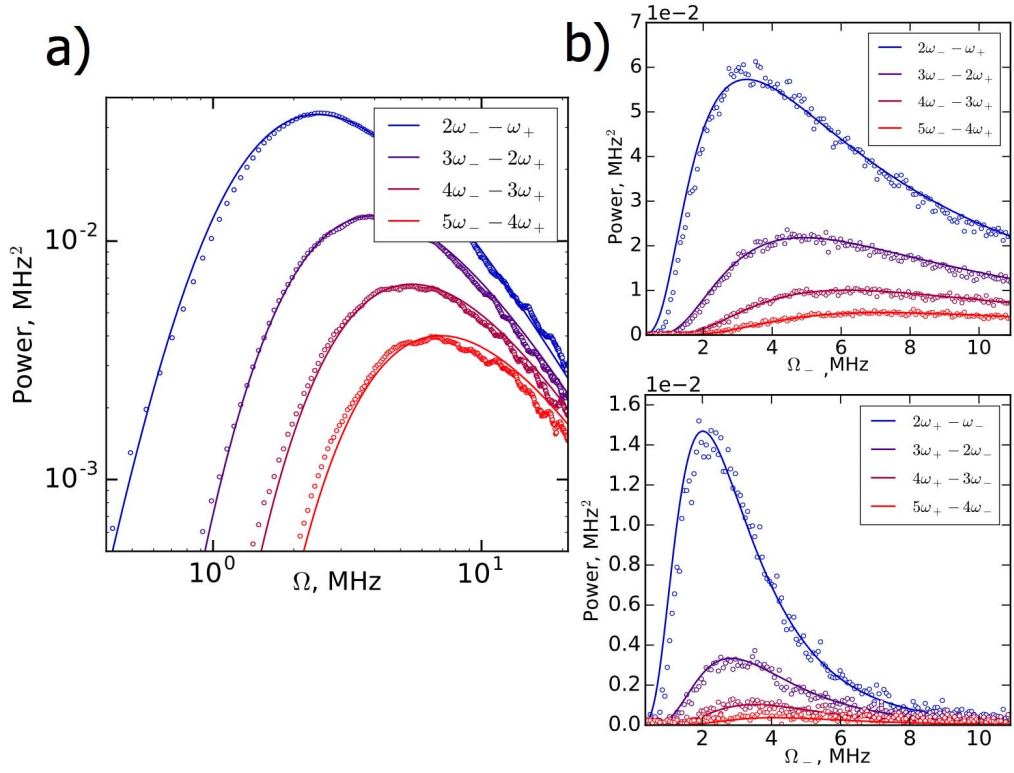 a)
2ω₋ − ω₊
3ω₋ − 2ω₊
4ω₋ − 3ω₊
5ω₋ − 4ω₊
10⁻²
10⁻³
Power, MHz²
10⁰
10¹
Ω, MHz
b)
1e−2
2ω₋ − ω₊
3ω₋ − 2ω₊
4ω₋ − 3ω₊
5ω₋ − 4ω₊
7
6
5
4
3
2
1
0
Power, MHz²
2 4 6 8 10
Ω₋ ,MHz
1e−2
2ω₊ − ω₋
3ω₊ − 2ω₋
4ω₊ − 3ω₋
5ω₊ − 4ω₋
1.6
1.4
1.2
1.0
0.8
0.6
0.4
0.2
0.0
Power, MHz²
2 4 6 8 10
Ω₋, MHz